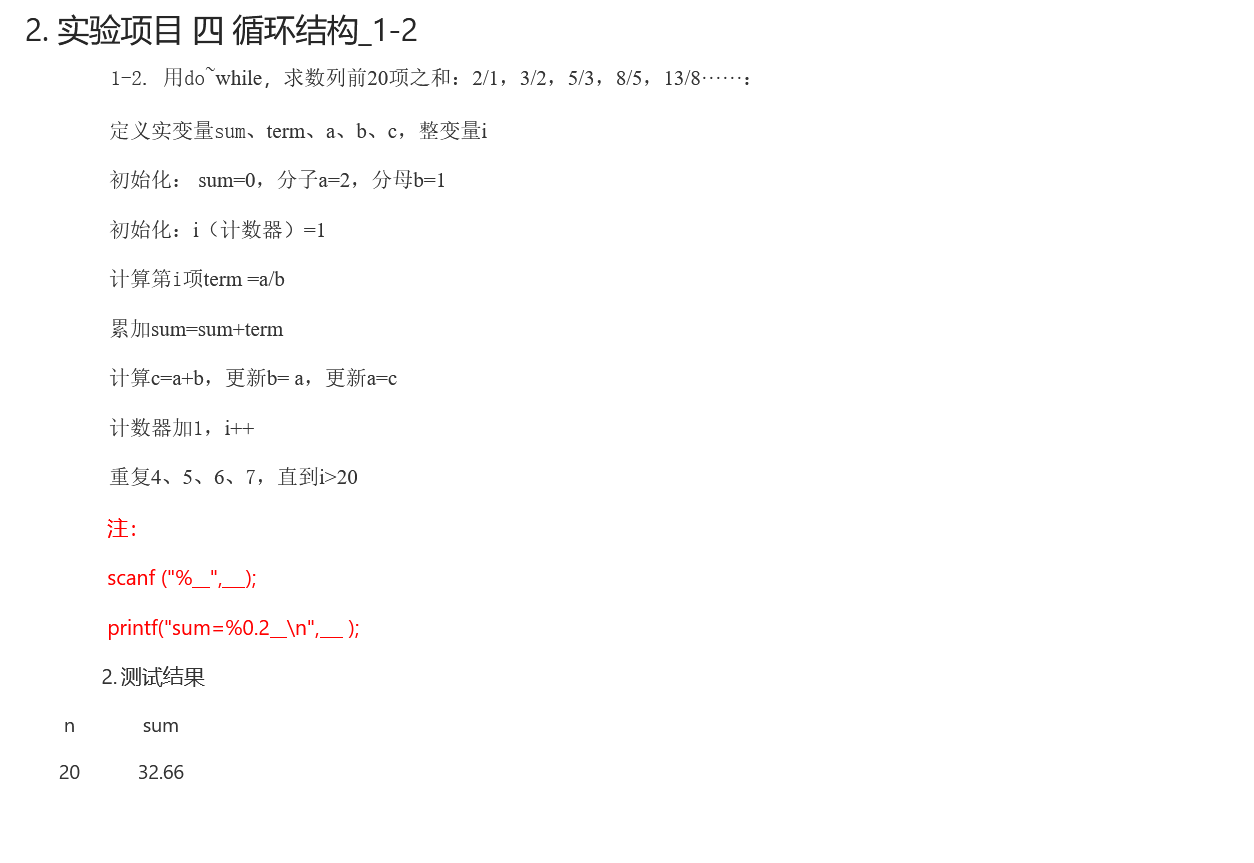 2. 实验项目 四 循环结构_1-2
1-2. 用do~while，求数列前20项之和：2/1，3/2，5/3，8/5，13/8······：
定义实变量sum、term、a、b、c，整变量i
初始化： sum=0，分子a=2，分母b=1
初始化：i（计数器）=1
计算第i项term =a/b
累加sum=sum+term
计算c=a+b，更新b= a，更新a=c
计数器加1，i++
重复4、5、6、7，直到i>20
注：
scanf ("%__",__);
printf("sum=%0.2__\n",__ );
2. 测试结果
n sum
20 32.66